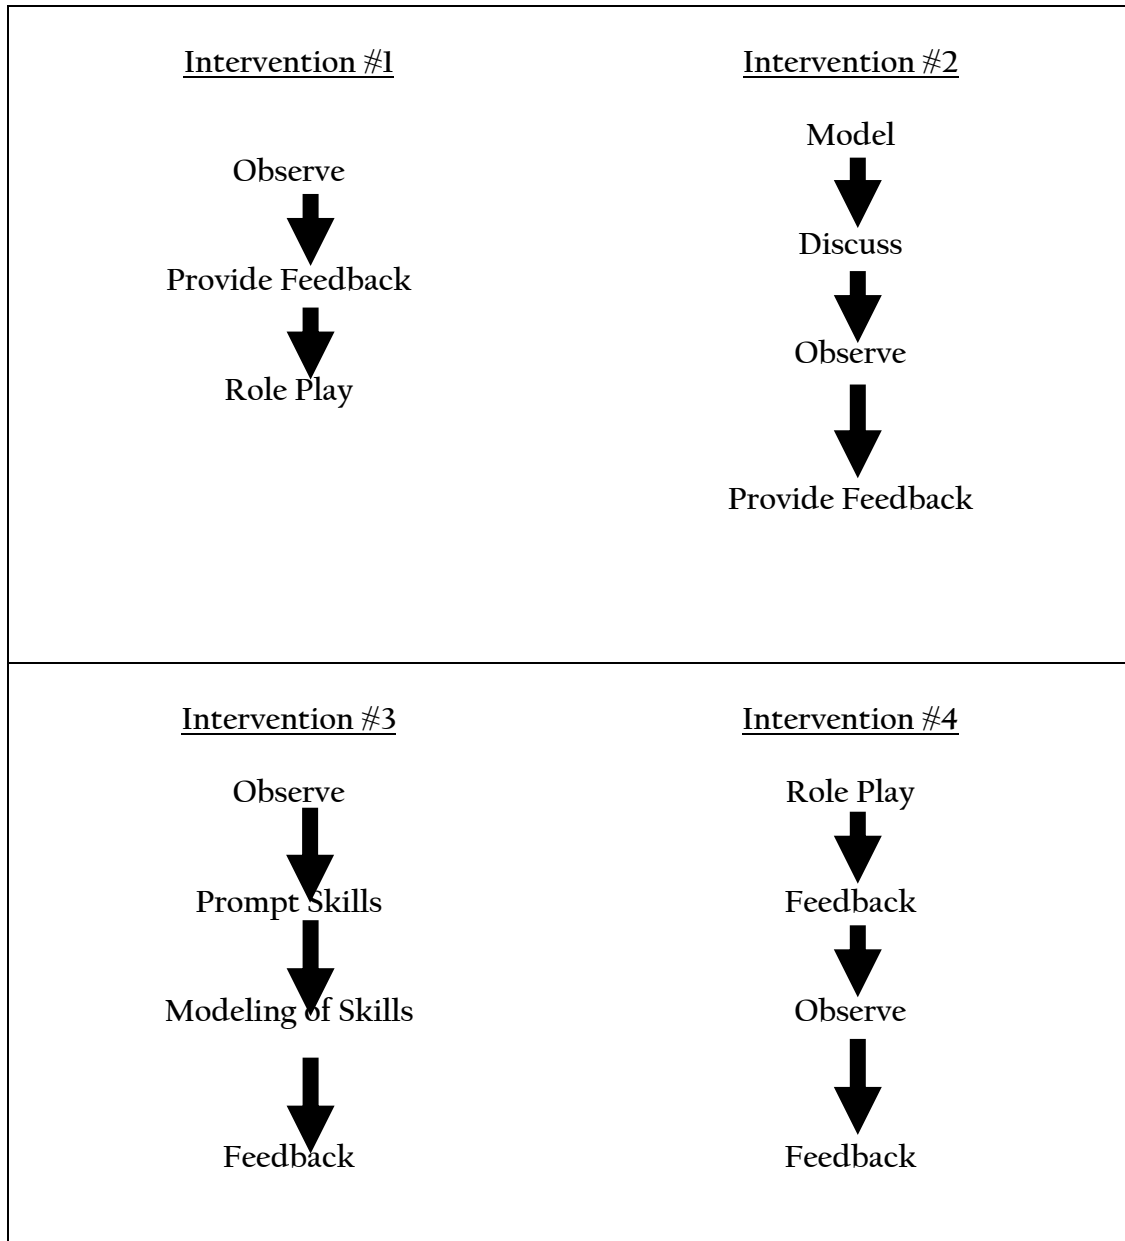 Intervention #1
Observe
Provide Feedback
Role Play
Intervention #2
Model
Discuss
Observe
Provide Feedback
Intervention #3
Observe
Prompt Skills
Modeling of Skills
Feedback
Intervention #4
Role Play
Feedback
Observe
Feedback